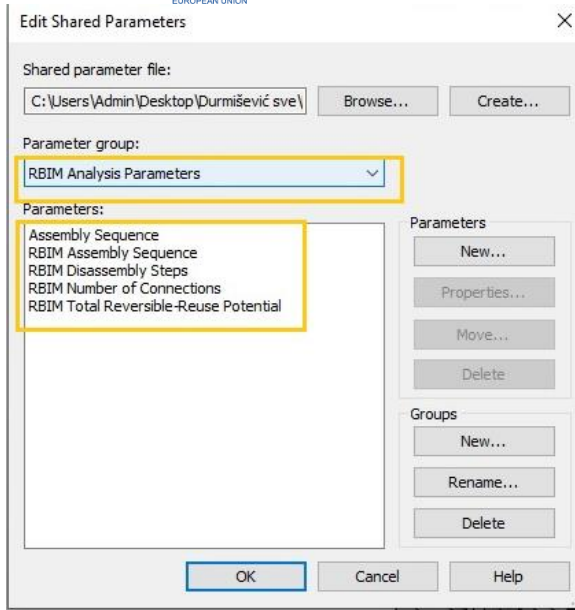 EUROPEAN UNION
Edit Shared Parameters
Shared parameter file:
C:\Users\Admin\Desktop\Durmišević sve\
Browse...
Create...
Parameter group:
RBIM Analysis Parameters
Parameters:
Assembly Sequence
RBIM Assembly Sequence
RBIM Disassembly Steps
RBIM Number of Connections
RBIM Total Reversible-Reuse Potential
Parameters
New...
Properties...
Move...
Delete
Groups
New...
Rename...
Delete
OK
Cancel
Help